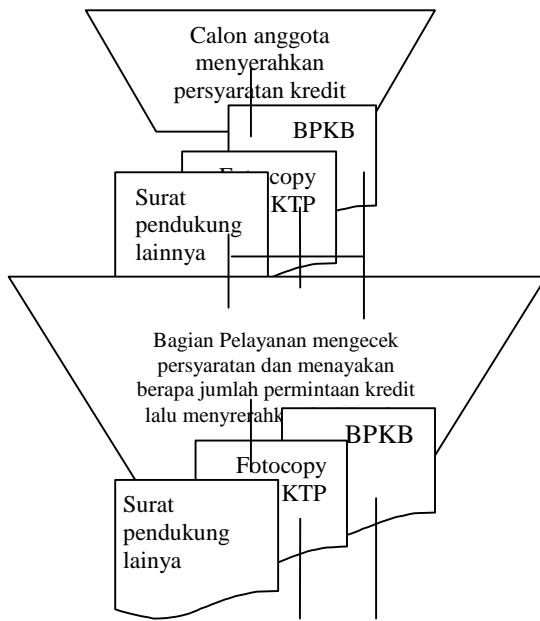 Calon anggota
menyerahkan
persyaratan kredit
BPKB
Fotocopy
KTP
Surat
pendukung
lainnya
Bagian Pelayanan mengecek
persyaratan dan menayakan
berapa jumlah permintaan kredit
lalu
BPKB
Fotocopy
KTP
Surat
pendukung
lainya